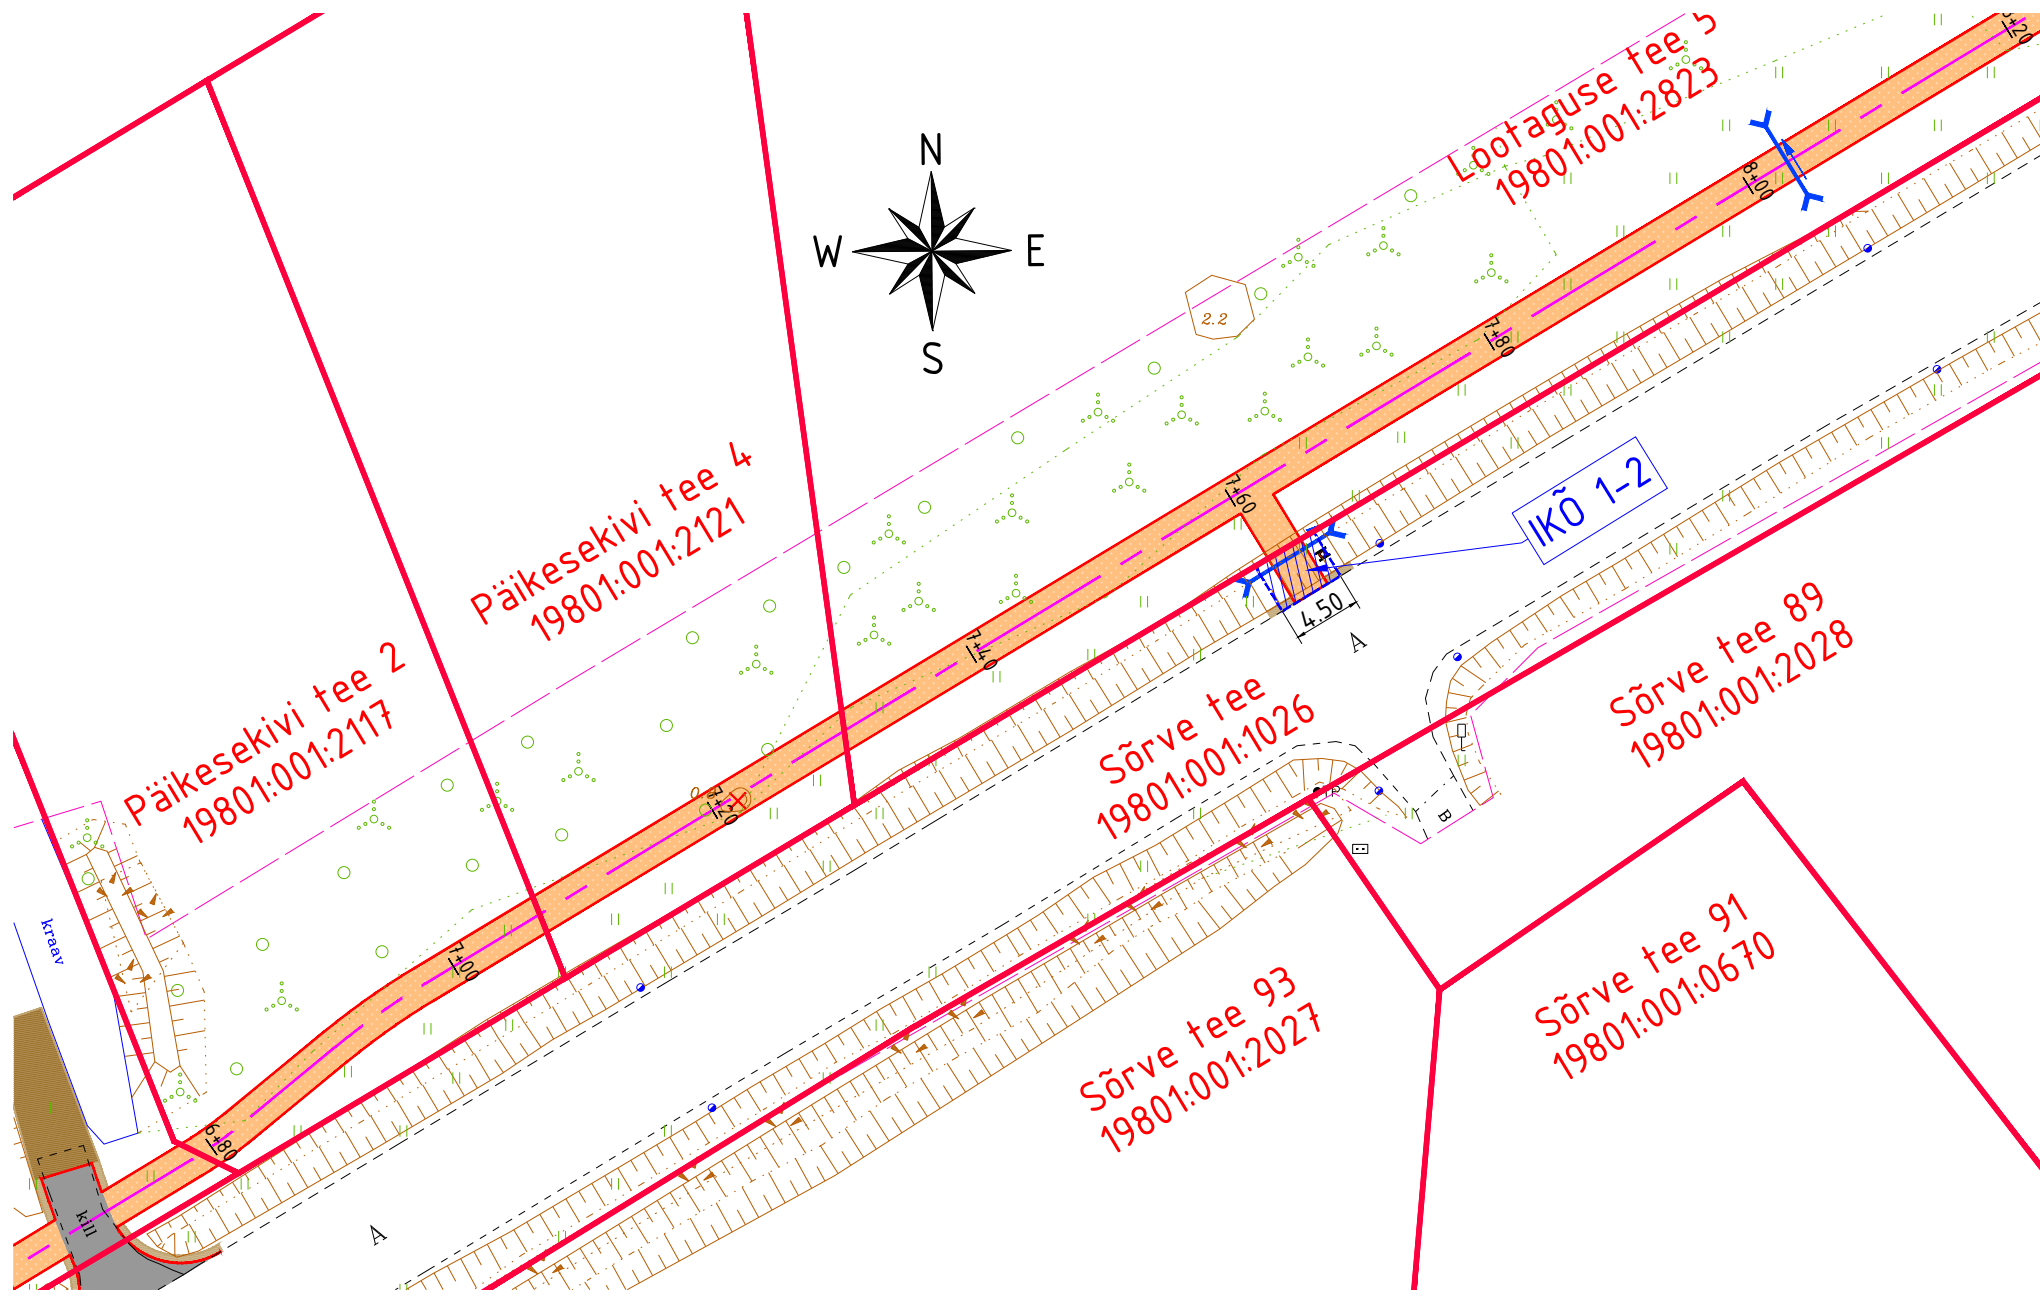 Lootaguse tee 5
19801:001:2823
8+20
8+00
N
W
E
S
2.2
7+80
7+60
IKÕ 1-2
4.50
A
Päikesekivi tee 4
19801:001:2121
7+40
Päikesekivi tee 2
19801:001:2117
Sõrve tee
19801:001:1026
Sõrve tee 89
19801:001:2028
7+20
B
kraav
7+00
Sõrve tee 93
19801:001:2027
Sõrve tee 91
19801:001:0670
6+80
kill
A